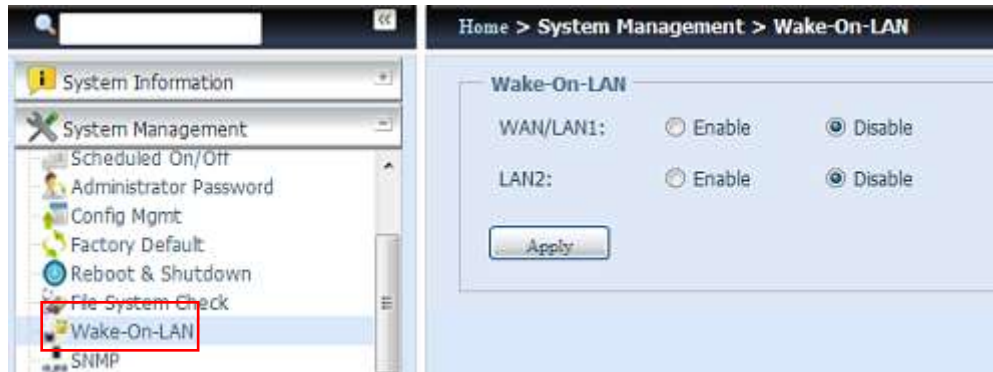 Home > System Management > Wake-On-LAN
System Information
System Management
Scheduled On/Off
Administrator Password
Config Mgmt
Factory Default
Reboot & Shutdown
File System Check
Wake-On-LAN
SNMP
Wake-On-LAN
WAN/LAN1: Enable Disable
LAN2: Enable Disable
Apply